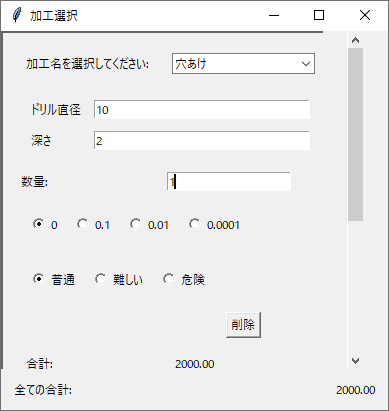 加工選択
加工名を選択してください: 穴あけ
ドリル直径 10
深さ 2
数量: 1
0 0.1 0.01 0.0001
普通 難しい 危険
削除
合計: 2000.00
全ての合計: 2000.00